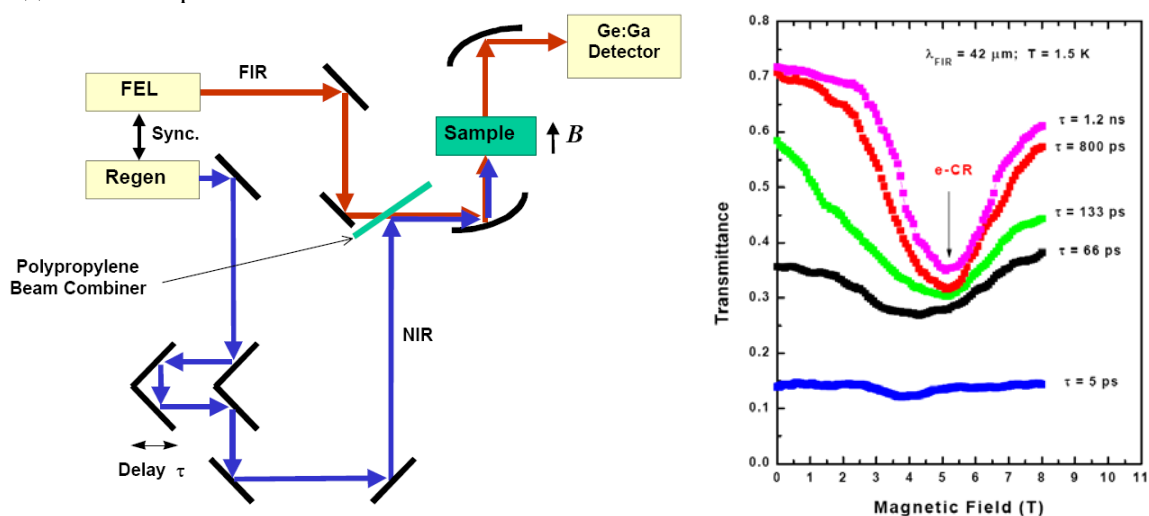 FEL
FIR
Sync.
Regen
Ge:Ga
Detector
Sample
B
Polypropylene
Beam Combiner
NIR
Delay τ
λFIR = 42 μm; T = 1.5 K
0.8
0.7
0.6
0.5
0.4
0.3
0.2
0.1
0.0
Transmittance
τ = 1.2 ns
τ = 800 ps
e-CR
τ = 133 ps
τ = 66 ps
τ = 5 ps
0 1 2 3 4 5 6 7 8 9 10 11
Magnetic Field (T)